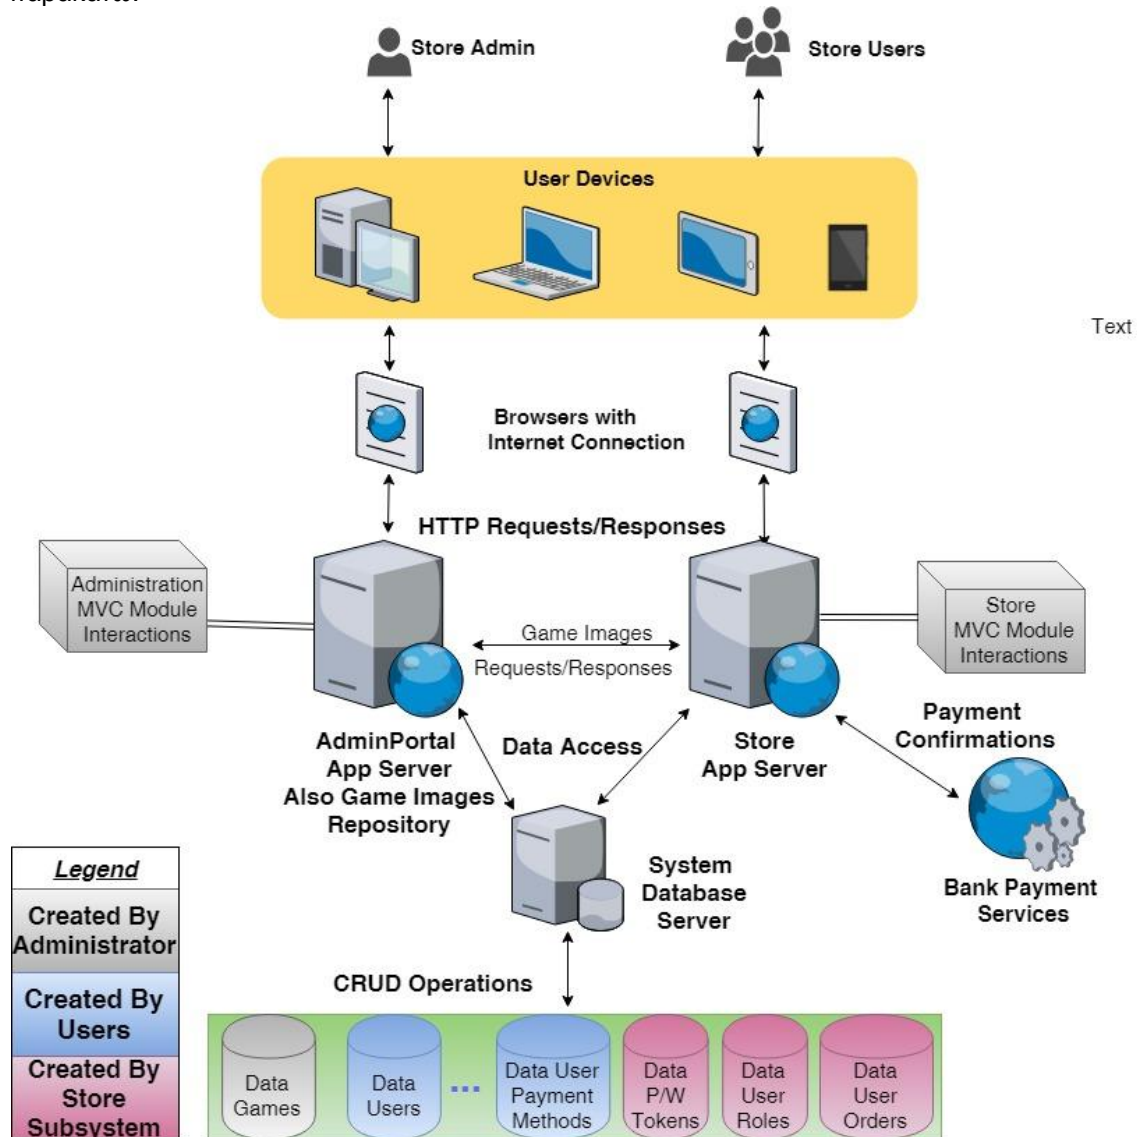 παρακάτω:
Store Admin
Store Users
User Devices
Text
Browsers with
Internet Connection
HTTP Requests/Responses
Administration
MVC Module
Interactions
Store
MVC Module
Interactions
Game Images
Requests/Responses
Payment
Confirmations
AdminPortal
App Server
Also Game Images
Repository
Data Access
Store
App Server
System
Database
Server
Bank Payment
Services
Legend
Created By
Administrator
Created By
Users
Created By
Store
Subsystem
CRUD Operations
Data
Games
Data
Users
...
Data User
Payment
Methods
Data
P/W
Tokens
Data
User
Roles
Data
User
Orders